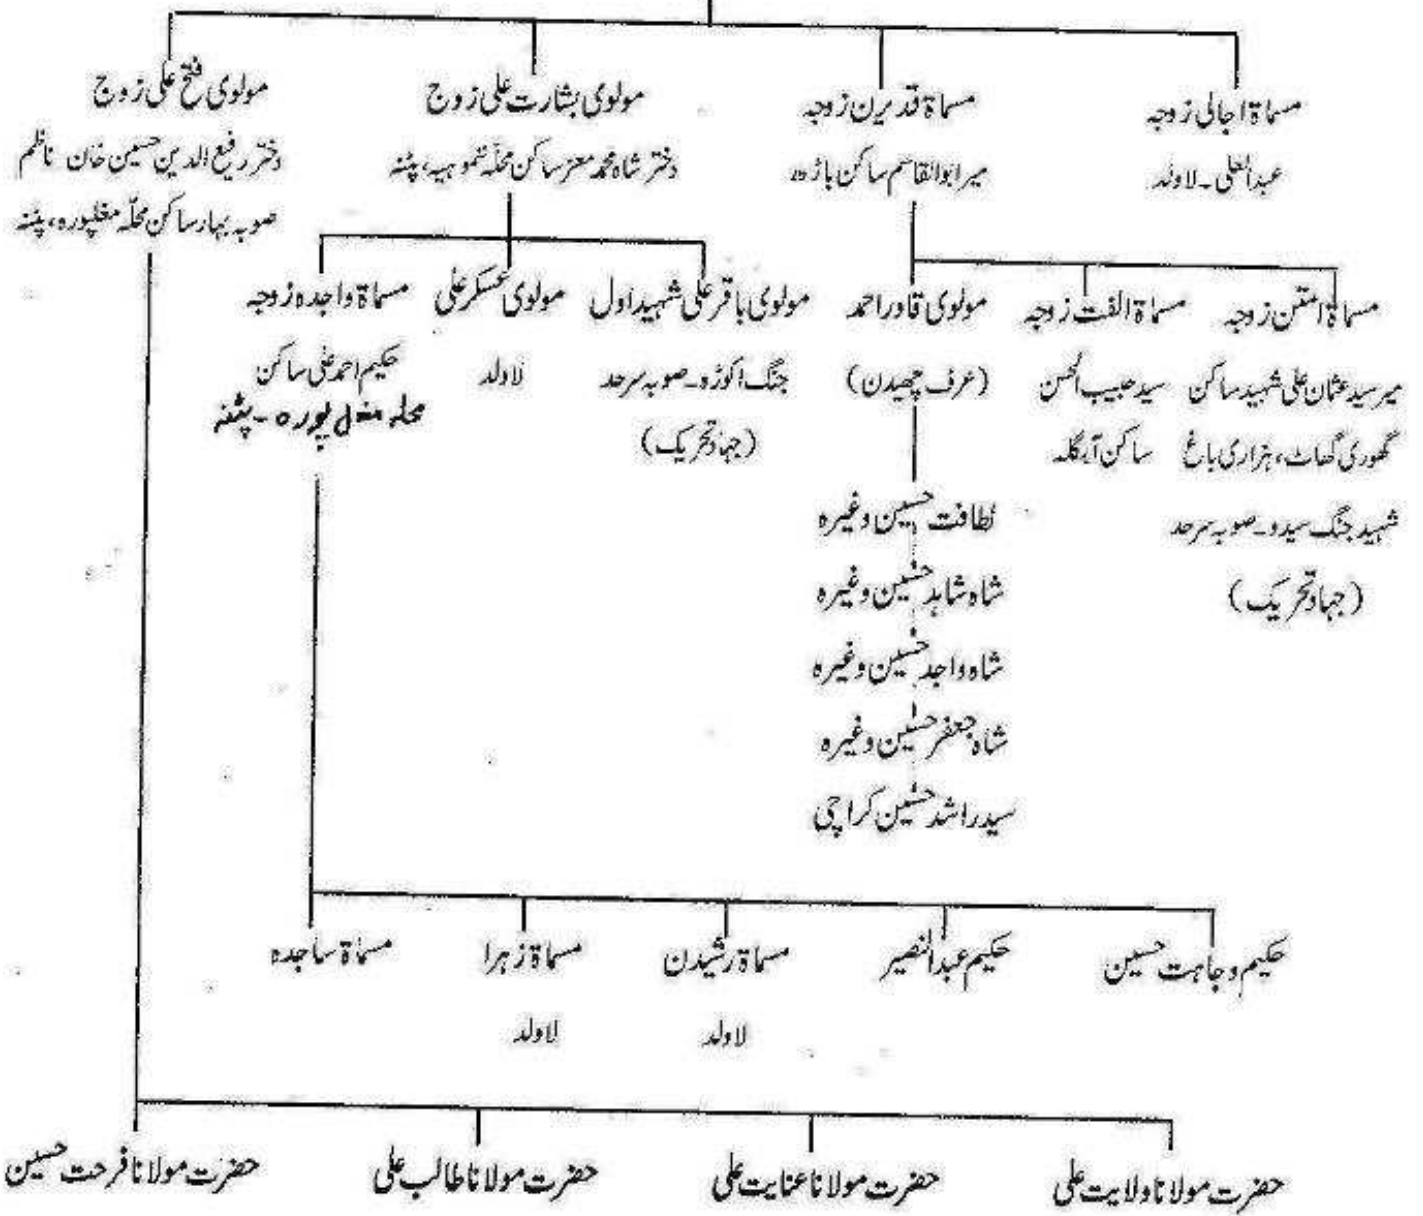 مسماۃ اجالی زوجہ
عبدالعلی۔ لاولد
مسماۃ قدیرن زوجہ
میر ابوالقاسم ساکن باڑہ
مولوی بشارت علی زوج
دختر شاہ محمد معز ساکن محلہ نموہیہ، پٹنہ
مولوی فتح علی زوج
دختر رفیع الدین حسین خان ناظم
صوبہ بہار ساکن محلّہ مغلپورہ، پٹنہ
مسماۃ امتن زوجہ
میر سید عثمان علی شہید ساکن
گھوری گھاٹ، ہزاری باغ
شہید جنگ سیدو۔ صوبہ سرحد
(جہاد تحریک)
مسماۃ الفت زوجہ
سید حبیب الحسن
ساکن آرگلہ
مولوی قادر احمد
(عرف چھیدن)
لطافت حسین وغیرہ
شاہ شاہد حسین وغیرہ
شاہ واجد حسین وغیرہ
شاہ جعفر حسین وغیرہ
سید راشد حسین کراچی
مولوی باقر علی شہید اول
جنگ اکوڑہ۔ صوبہ سرحد
(جہاد تحریک)
مولوی عسکر علی
لاولد
مسماۃ واجدہ زوجہ
حکیم احمد علی ساکن
محلہ مغل پورہ - پٹنہ
حکیم وجاہت حسین
حکیم عبدالنصیر
مسماۃ رشیدن
لاولد
مسماۃ زہرا
لاولد
مسماۃ ساجدہ
حضرت مولانا ولایت علی
حضرت مولانا عنایت علی
حضرت مولانا طالب علی
حضرت مولانا فرحت حسین